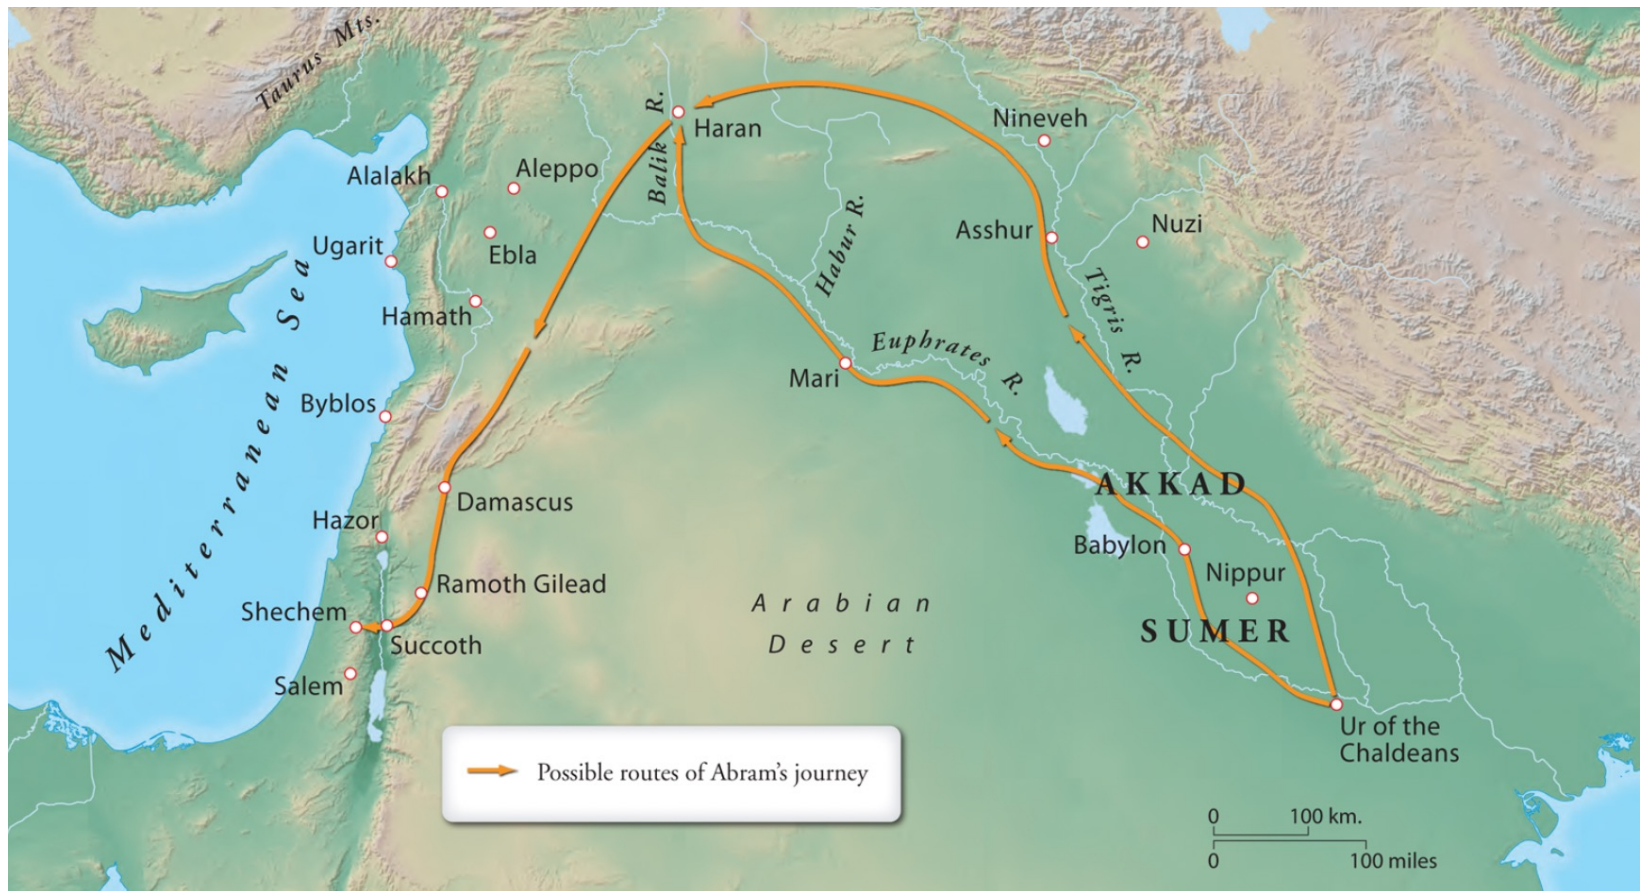 Taurus Mts.
Balik R.
Haran
Nineveh
Alalakh
Aleppo
Habur R.
Asshur
Nuzi
Ugarit
Ebla
Tigris R.
Hamath
Euphrates R.
Mari
Mediterranean Sea
Byblos
AKKAD
Damascus
Hazor
Babylon
Nippur
Ramoth Gilead
Arabian
Desert
Shechem
SUMER
Succoth
Salem
Ur of the
Chaldeans
Possible routes of Abram's journey
0 100 km.
0 100 miles